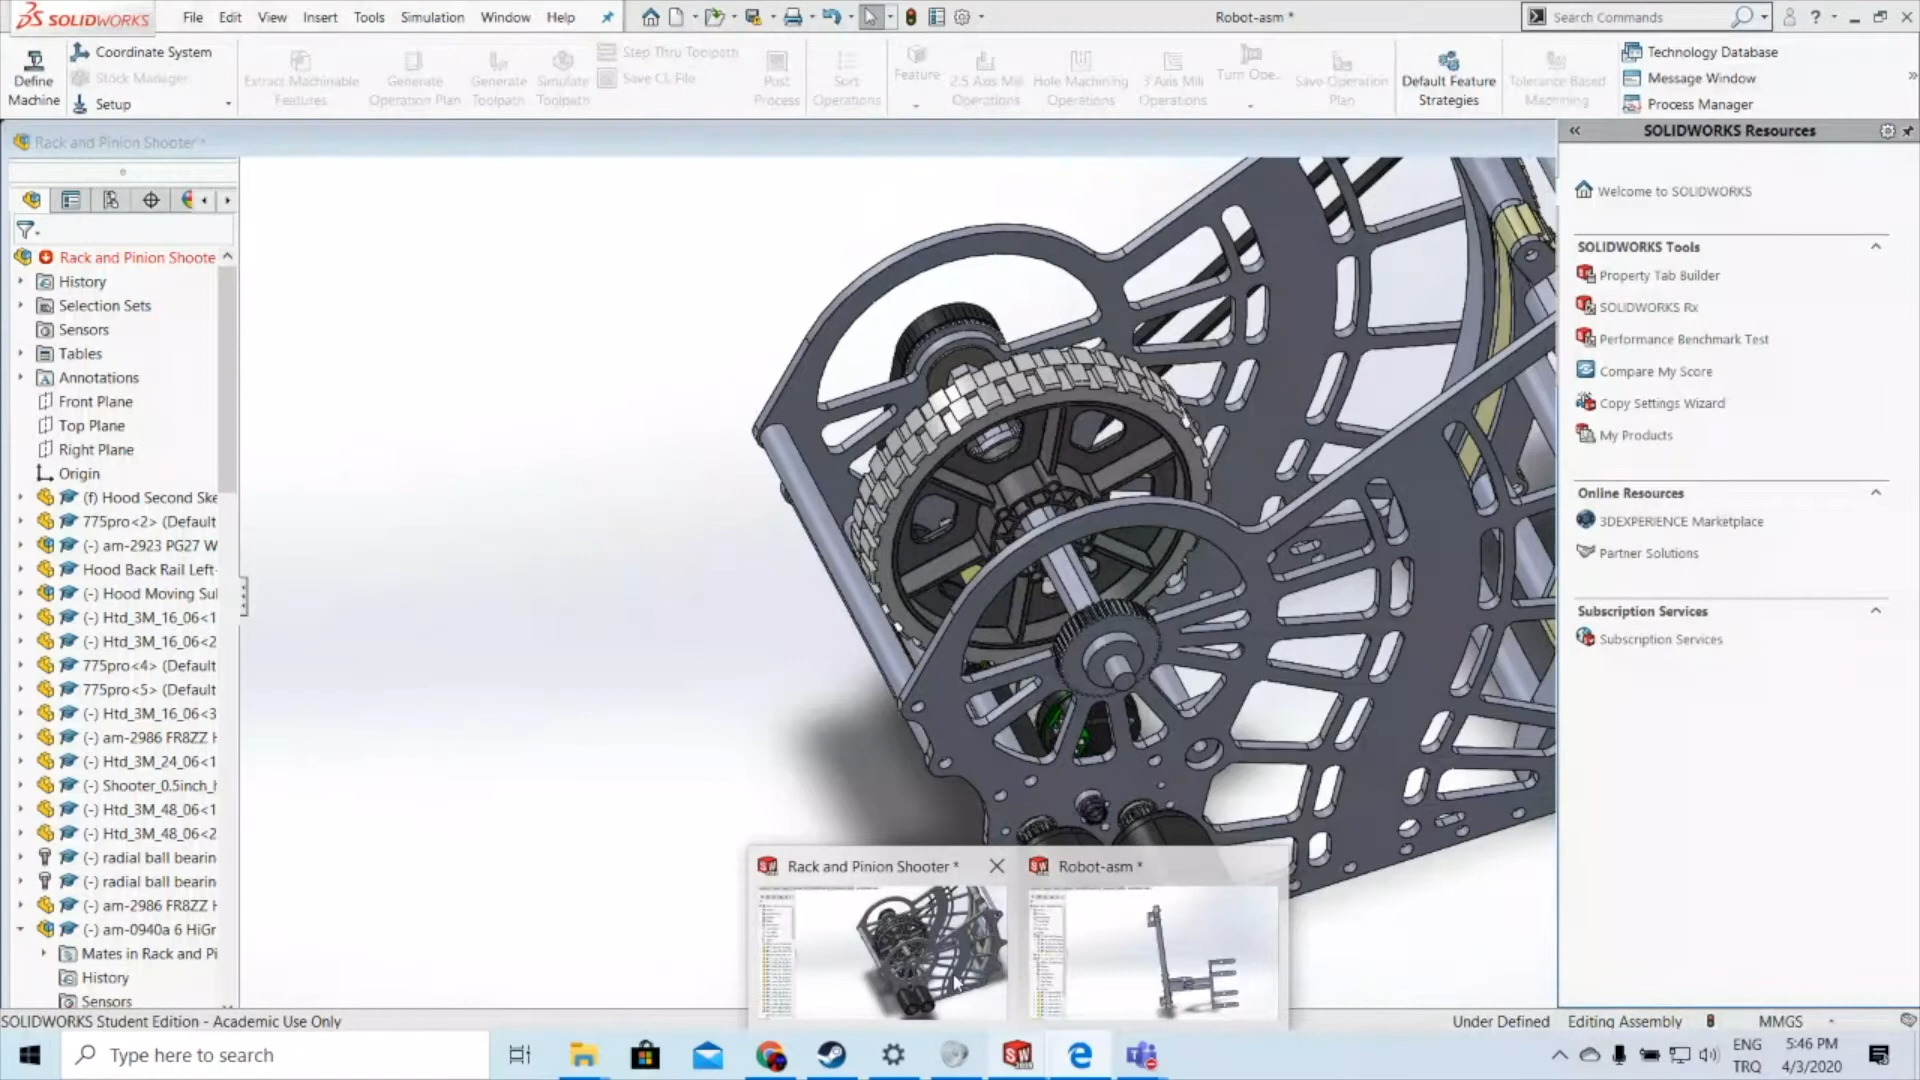 SOLIDWORKS
File Edit View Insert Tools Simulation Window Help
Robot-asm *
Search Commands
Define Machine
Coordinate System
Stock Manager
Setup
Extract Machinable Features
Generate Operation Plan
Generate Toolpath
Simulate Toolpath
Step Thru Toolpath
Save CL File
Post Process
Sort Operations
Feature
2.5 Axis Mill Operations
Hole Machining Operations
3 Axis Mill Operations
Turn Ope...
Save Operation Plan
Default Feature Strategies
Tolerance Based Machining
Technology Database
Message Window
Process Manager
Rack and Pinion Shooter *
Rack and Pinion Shoote
History
Selection Sets
Sensors
Tables
Annotations
Front Plane
Top Plane
Right Plane
Origin
(f) Hood Second Ske
775pro<2> (Default
(-) am-2923 PG27 W
Hood Back Rail Left
(-) Hood Moving Sul
(-) Htd_3M_16_06<1
(-) Htd_3M_16_06<2
775pro<4> (Default
775pro<5> (Default
(-) Htd_3M_16_06<3
(-) am-2986 FR8ZZ H
(-) Htd_3M_24_06<1
(-) Shooter_0.5inch_h
(-) Htd_3M_48_06<1
(-) Htd_3M_48_06<2
(-) radial ball bearin
(-) radial ball bearin
(-) am-2986 FR8ZZ H
(-) am-0940a 6 HiGr
Mates in Rack and Pi
History
Sensors
SOLIDWORKS Resources
Welcome to SOLIDWORKS
SOLIDWORKS Tools
Property Tab Builder
SOLIDWORKS Rx
Performance Benchmark Test
Compare My Score
Copy Settings Wizard
My Products
Online Resources
3DEXPERIENCE Marketplace
Partner Solutions
Subscription Services
Subscription Services
Rack and Pinion Shooter *
Robot-asm *
SOLIDWORKS Student Edition - Academic Use Only
Under Defined Editing Assembly MMGS
Type here to search
ENG
TRQ
5:46 PM
4/3/2020